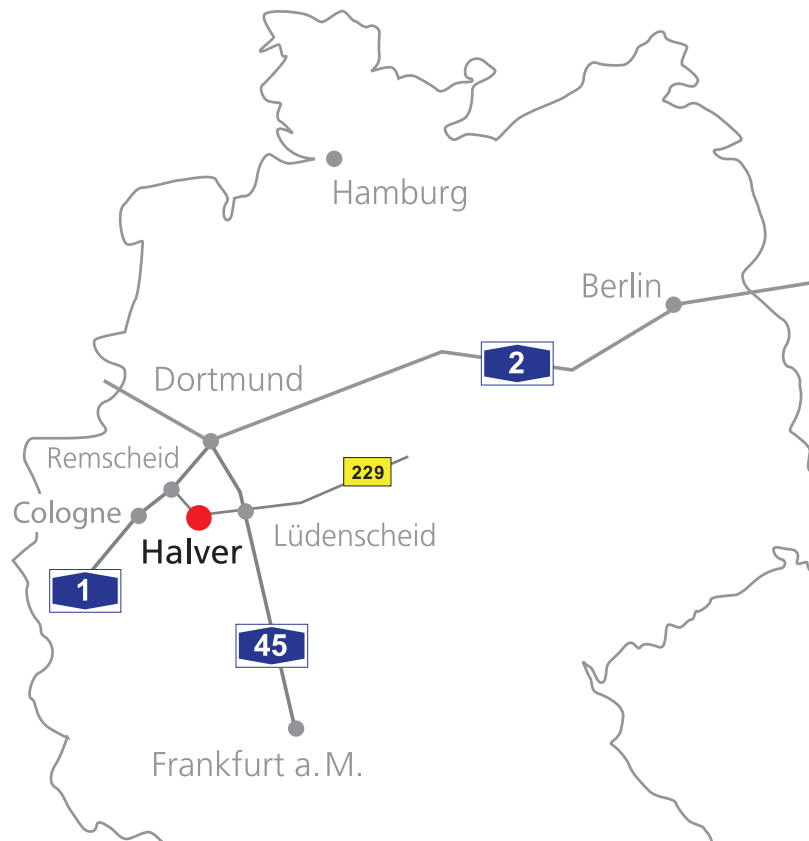 Hamburg
Berlin
2
Dortmund
Remscheid
229
Cologne
Lüdenscheid
Halver
1
45
Frankfurt a. M.